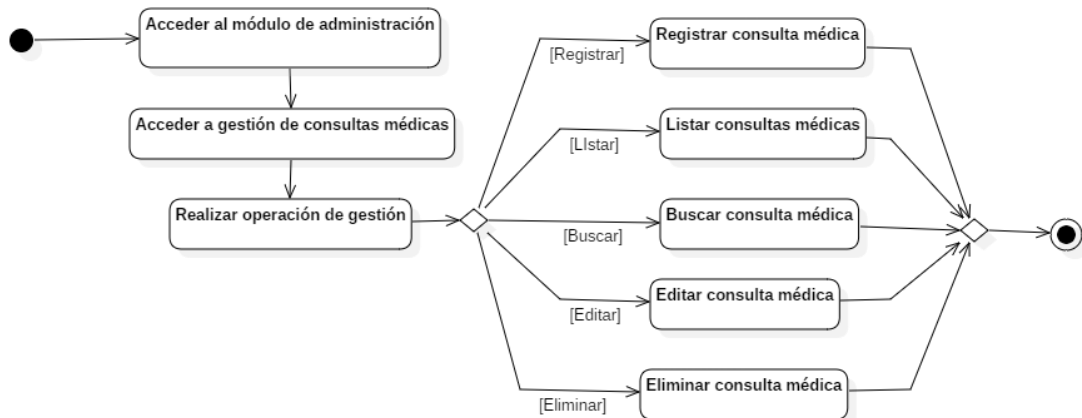 Acceder al módulo de administración
Acceder a gestión de consultas médicas
Realizar operación de gestión
[Registrar]
Registrar consulta médica
[LIstar]
Listar consultas médicas
[Buscar]
Buscar consulta médica
[Editar]
Editar consulta médica
[Eliminar]
Eliminar consulta médica